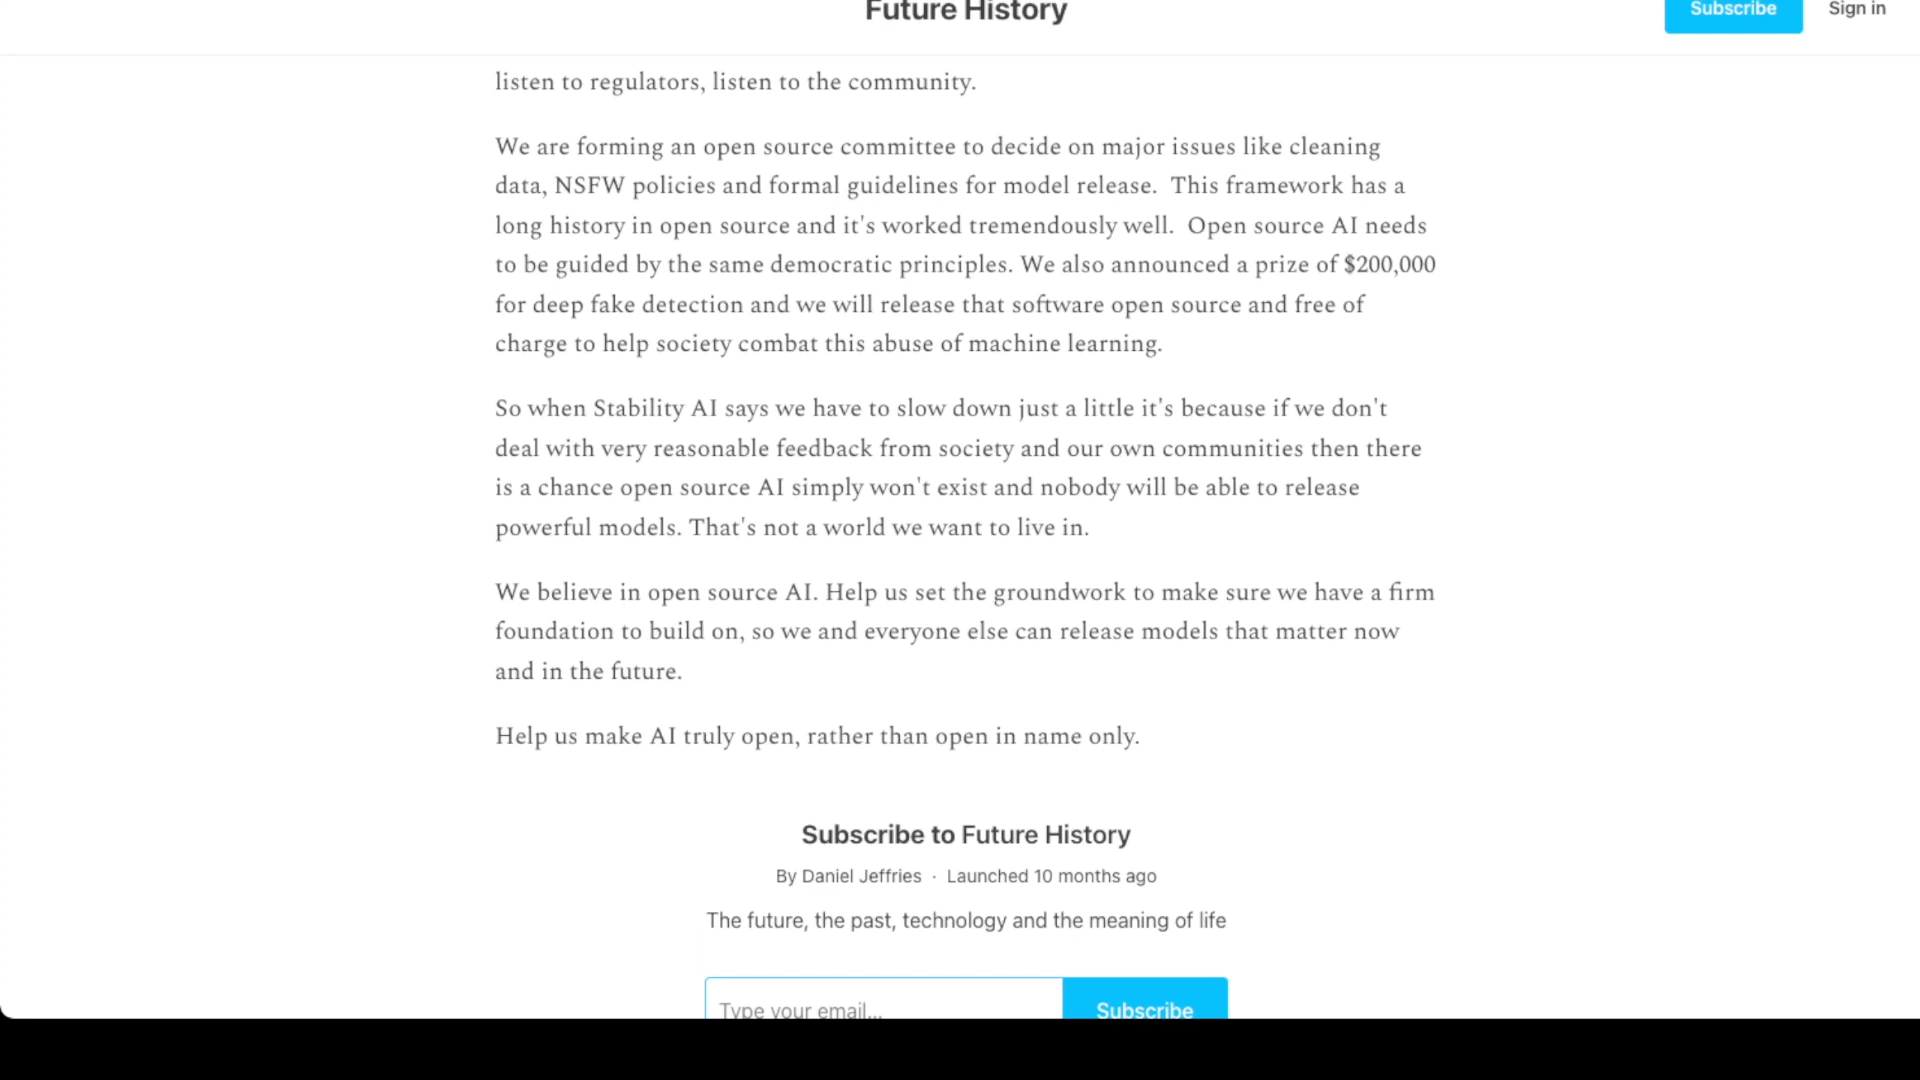 Future History
Subscribe
Sign in
listen to regulators, listen to the community.
We are forming an open source committee to decide on major issues like cleaning
data, NSFW policies and formal guidelines for model release.  This framework has a
long history in open source and it's worked tremendously well.  Open source AI needs
to be guided by the same democratic principles. We also announced a prize of $200,000
for deep fake detection and we will release that software open source and free of
charge to help society combat this abuse of machine learning.
So when Stability AI says we have to slow down just a little it's because if we don't
deal with very reasonable feedback from society and our own communities then there
is a chance open source AI simply won't exist and nobody will be able to release
powerful models. That's not a world we want to live in.
We believe in open source AI. Help us set the groundwork to make sure we have a firm
foundation to build on, so we and everyone else can release models that matter now
and in the future.
Help us make AI truly open, rather than open in name only.
Subscribe to Future History
By Daniel Jeffries · Launched 10 months ago
The future, the past, technology and the meaning of life
Type your email...
Subscribe